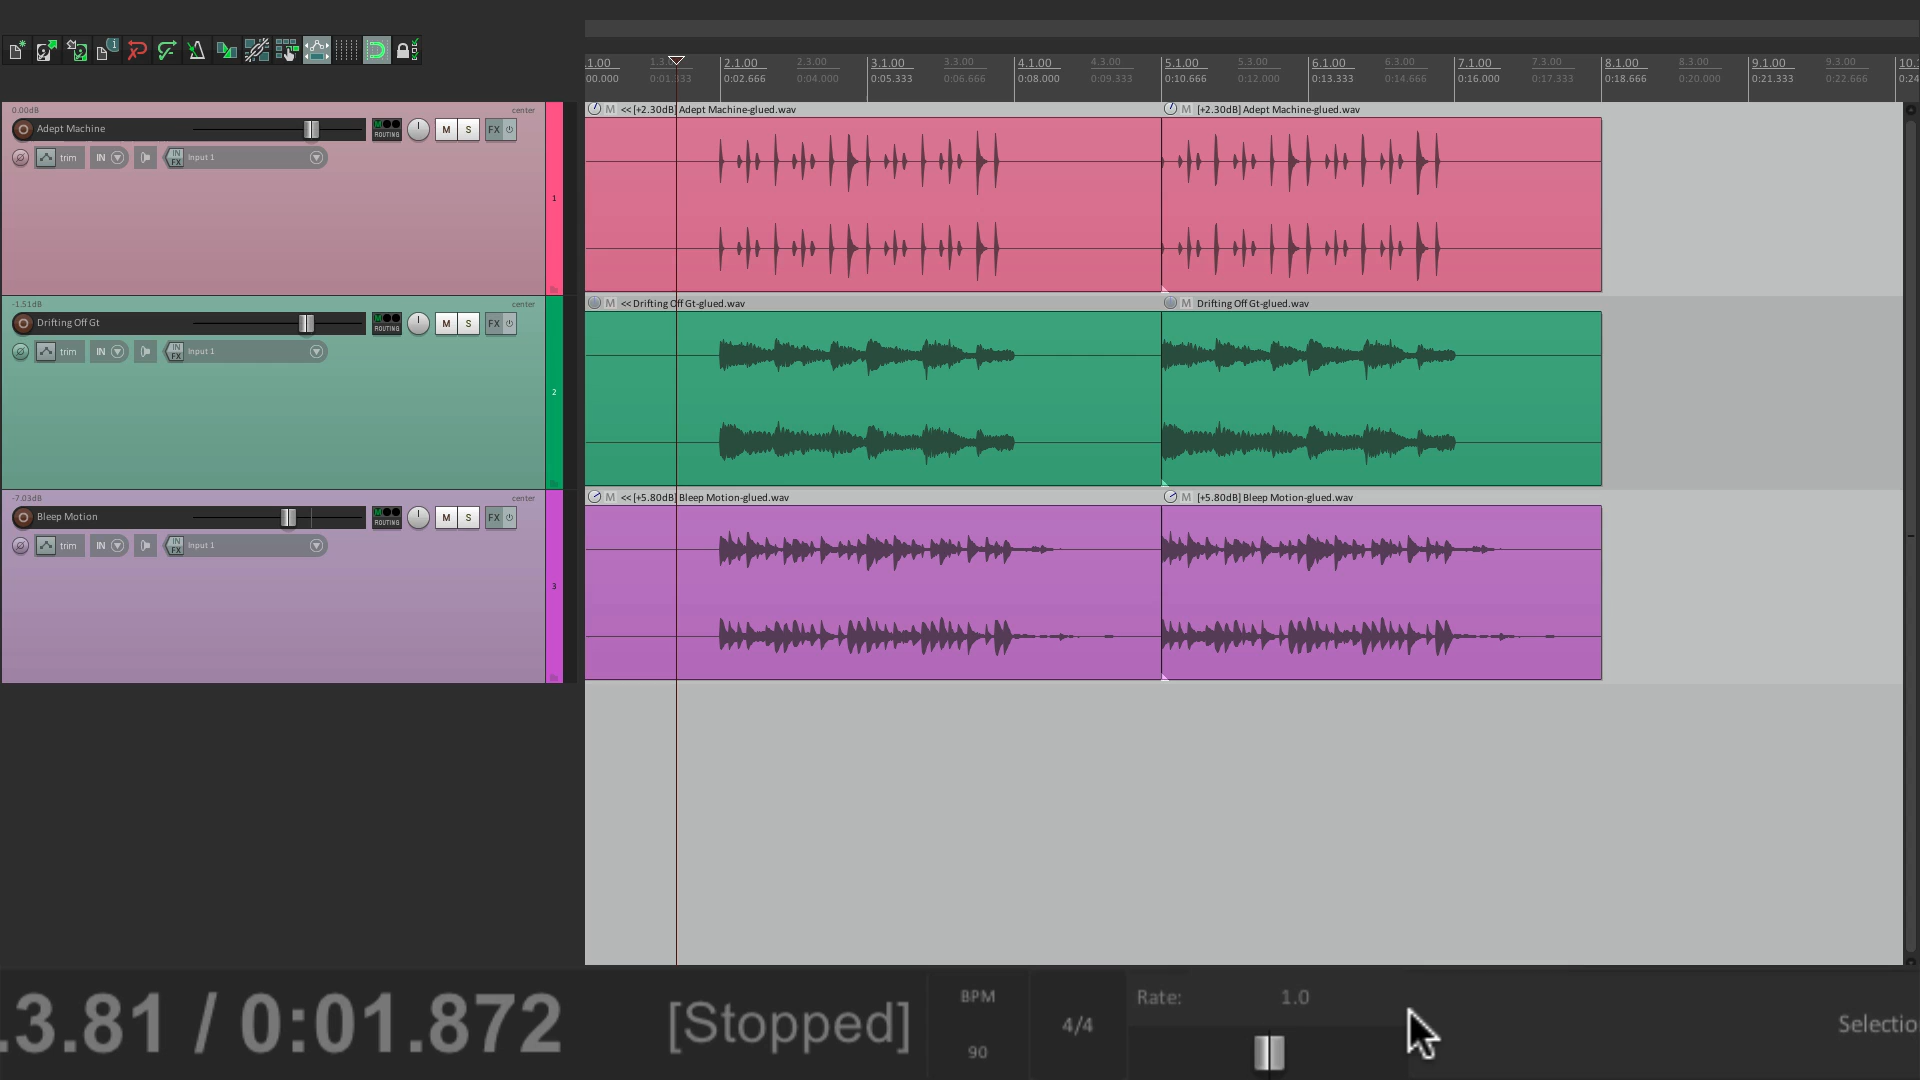 1.00 1.3. 2.1.00 2.3.00 3.1.00 3.3.00 4.1.00 4.3.00 5.1.00 5.3.00 6.1.00 6.3.00 7.1.00 7.3.00 8.1.00 8.3.00 9.1.00 9.3.00 10.
00.000 0:01.333 0:02.666 0:04.000 0:05.333 0:06.666 0:08.000 0:09.333 0:10.666 0:12.000 0:13.333 0:14.666 0:16.000 0:17.333 0:18.666 0:20.000 0:21.333 0:22.666 0:24
0.00dB center
M << [+2.30dB] Adept Machine-glued.wav M [+2.30dB] Adept Machine-glued.wav
Adept Machine ROUTING M S FX
trim IN IN FX Input 1
1
-1.51dB center
M << Drifting Off Gt-glued.wav M Drifting Off Gt-glued.wav
Drifting Off Gt ROUTING M S FX
trim IN IN FX Input 1
2
-7.03dB center
M << [+5.80dB] Bleep Motion-glued.wav M [+5.80dB] Bleep Motion-glued.wav
Bleep Motion ROUTING M S FX
trim IN IN FX Input 1
3
.3.81 / 0:01.872 [Stopped] BPM 90 4/4 Rate: 1.0 Selectio